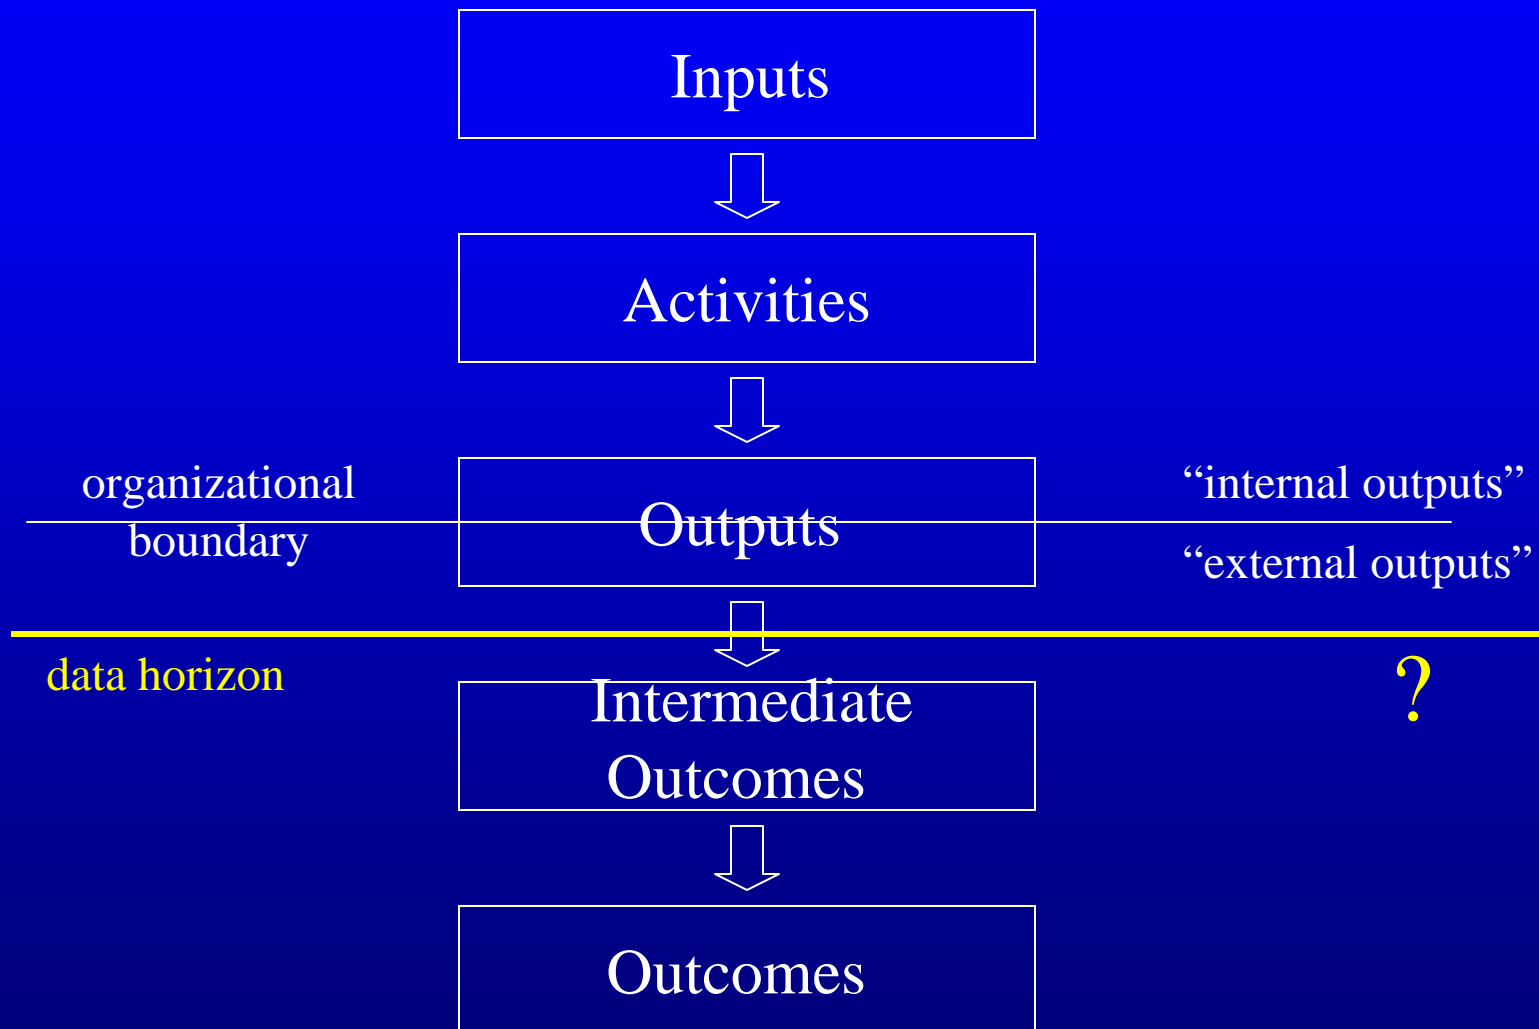 Inputs
Activities
organizational
boundary
Outputs
“internal outputs”
“external outputs”
data horizon
?
Intermediate
Outcomes
Outcomes